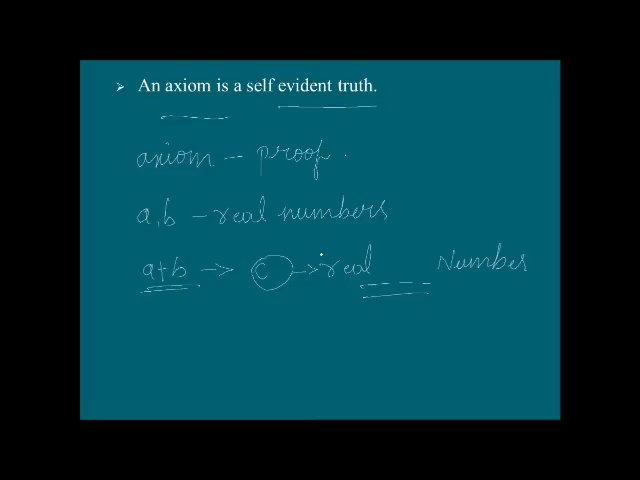 ➢ An axiom is a self evident truth.
axiom -- proof .
a,b - real numbers
a+b -> c -> real Number